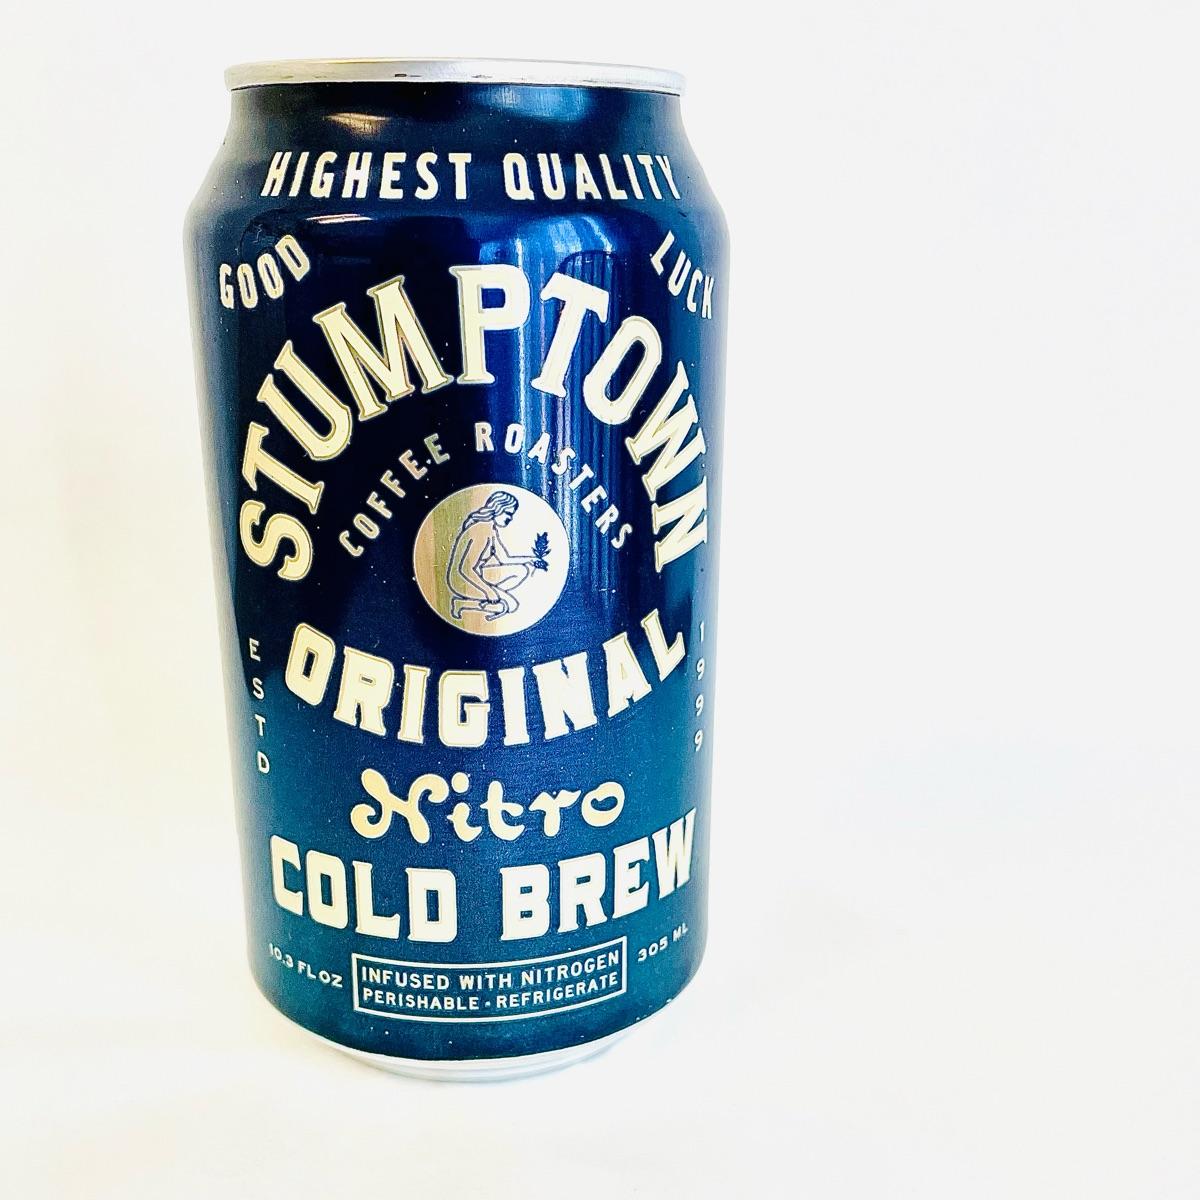 HIGHEST QUALITY
GOOD LUCK
STUMPTOWN
COFFEE ROASTERS
ORIGINAL
ESTD 1999
Nitro
COLD BREW
10.3 FL OZ
INFUSED WITH NITROGEN
PERISHABLE • REFRIGERATE
305 ML